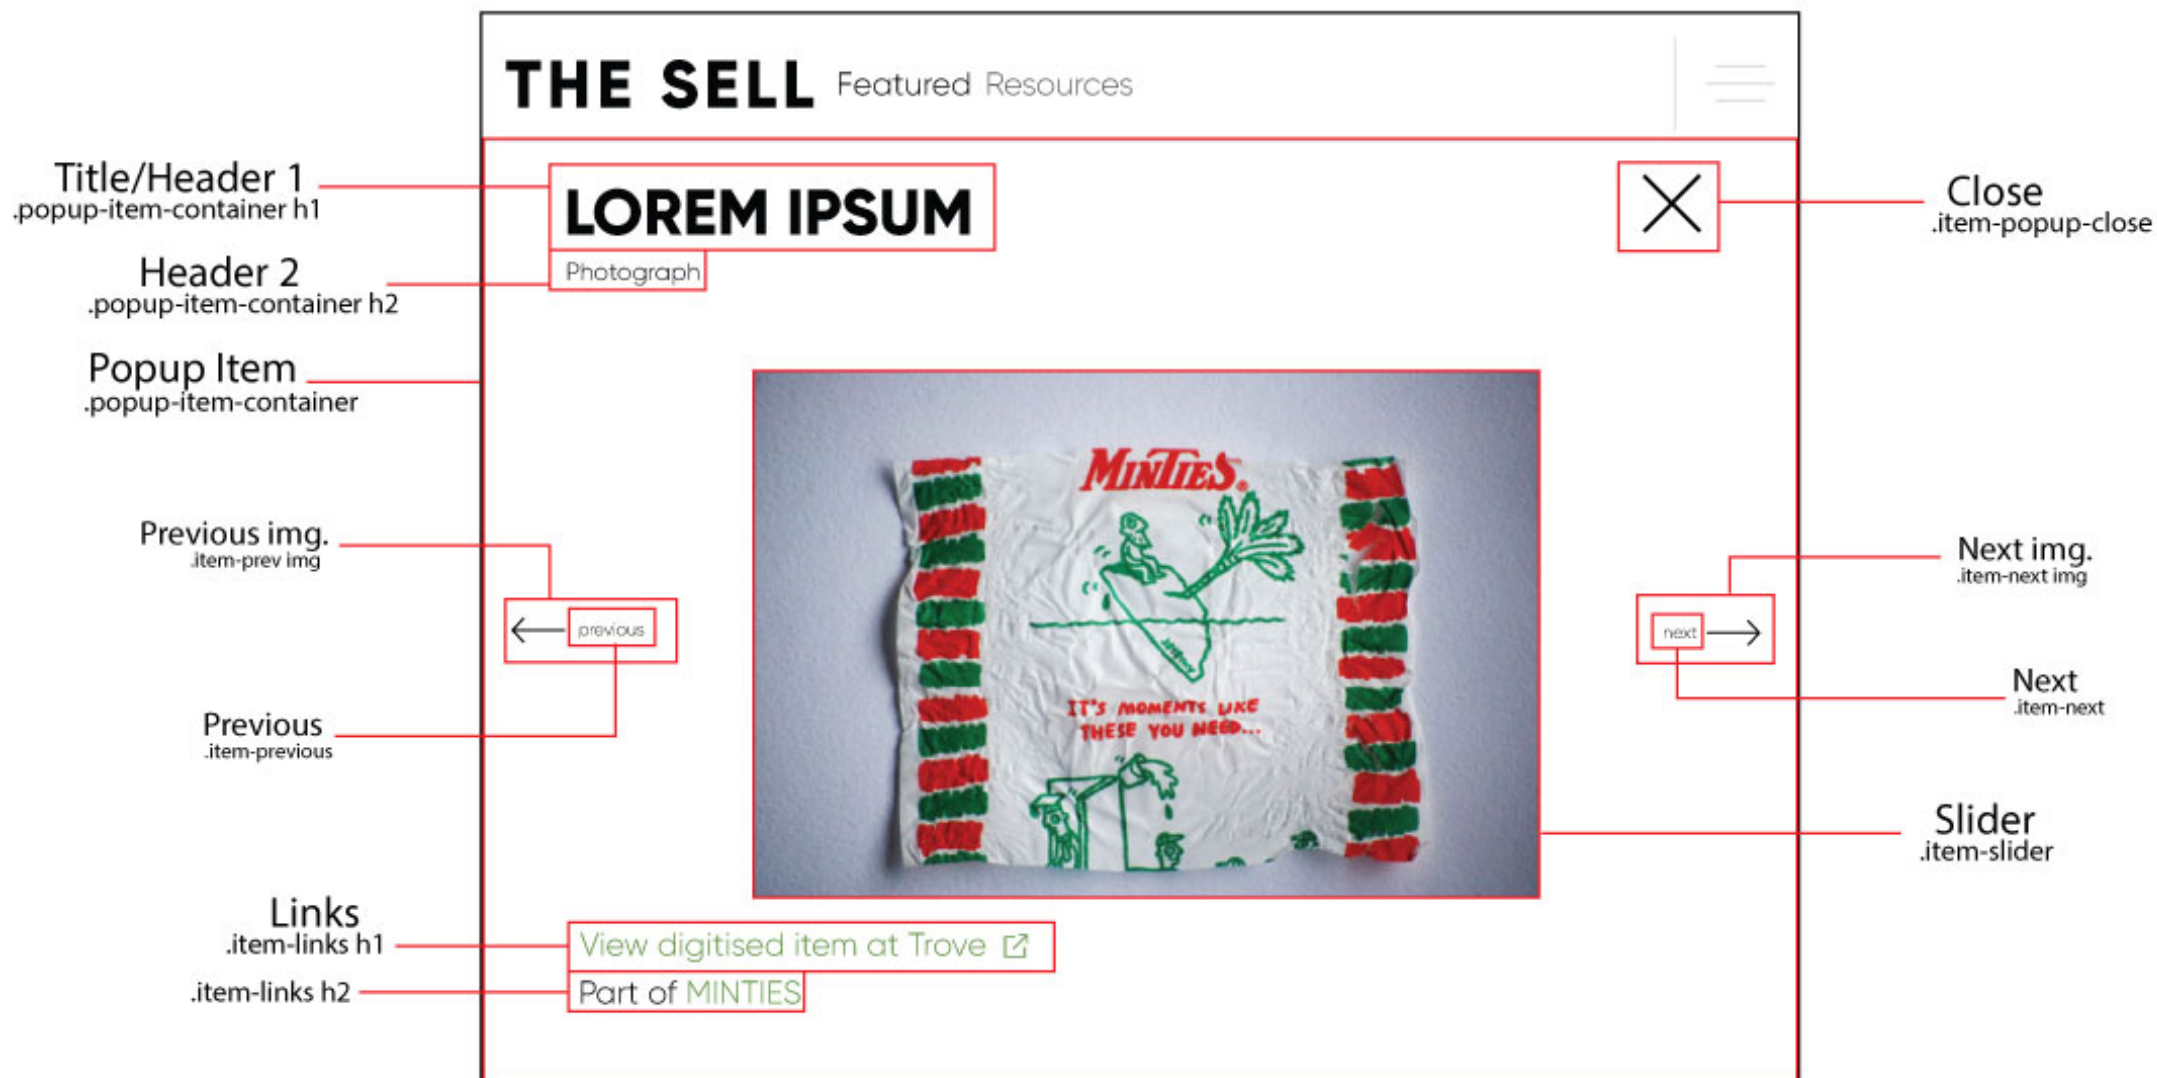 THE SELL Featured Resources
Title/Header 1
.popup-item-container h1
LOREM IPSUM
Close
.item-popup-close
Header 2
.popup-item-container h2
Photograph
Popup Item
.popup-item-container
MINTIES®
Previous img.
.item-prev img
Next img.
.item-next img
previous
next
IT'S MOMENTS LIKE
THESE YOU NEED...
Next
.item-next
Previous
.item-previous
Slider
.item-slider
Links
.item-links h1
View digitised item at Trove
.item-links h2
Part of MINTIES